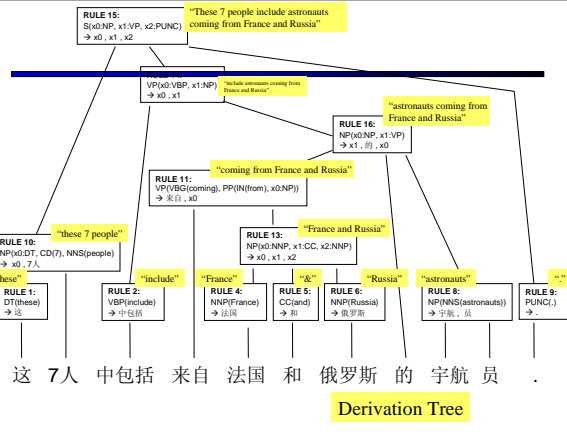 RULE 15:
S(x0:NP, x1:VP, x2:PUNC)
→ x0 , x1 , x2
“These 7 people include astronauts
coming from France and Russia”
VP(x0:VBP, x1:NP)
→ x0 , x1
“include astronauts coming from
France and Russia”
“astronauts coming from
France and Russia”
RULE 16:
NP(x0:NP, x1:VP)
→ x1 , 的 , x0
“coming from France and Russia”
RULE 11:
VP(VBG(coming), PP(IN(from), x0:NP))
→ 来自 , x0
“France and Russia”
RULE 13:
NP(x0:NNP, x1:CC, x2:NNP)
→ x0 , x1 , x2
“these 7 people”
RULE 10:
NP(x0:DT, CD(7), NNS(people)
→ x0 , 7人
hese”
RULE 1:
DT(these)
→ 这
“include”
RULE 2:
VBP(include)
→ 中包括
“France”
RULE 4:
NNP(France)
→ 法国
“&”
RULE 5:
CC(and)
→ 和
“Russia”
RULE 6:
NNP(Russia)
→ 俄罗斯
“astronauts”
RULE 8:
NP(NNS(astronauts))
→ 宇航 , 员
“.”
RULE 9:
PUNC(.)
→ .
这 7人 中包括 来自 法国 和 俄罗斯 的 宇航 员 .
Derivation Tree